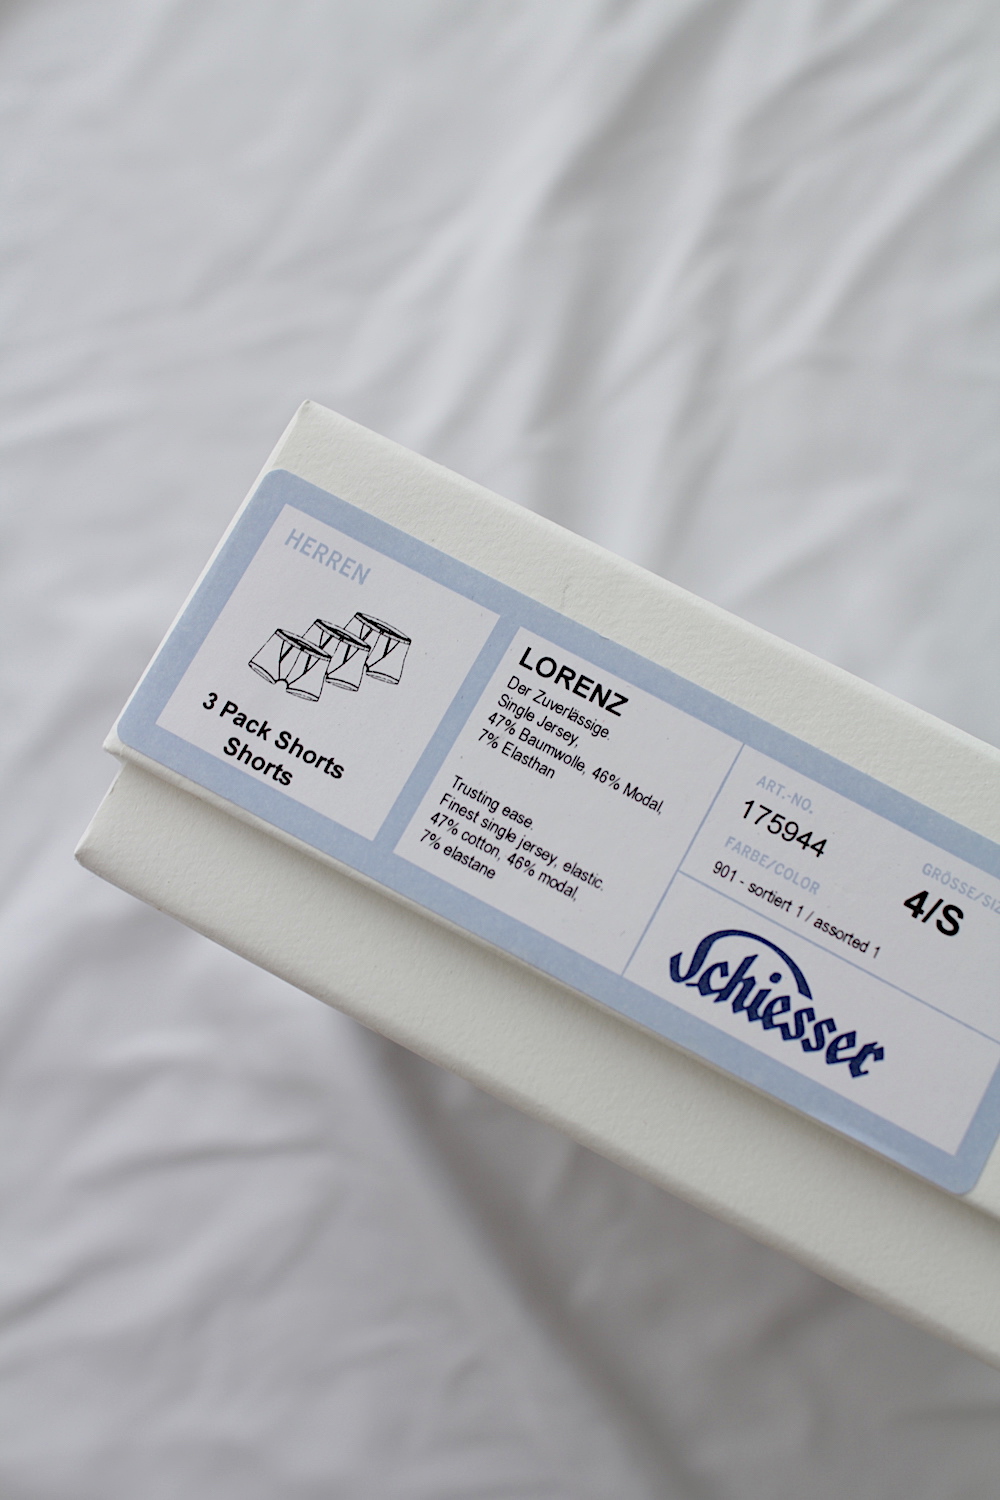 HERREN
3 Pack Shorts
Shorts
LORENZ
Der Zuverlässige.
Single Jersey,
47% Baumwolle, 46% Modal,
7% Elasthan
Trusting ease.
Finest single jersey, elastic.
47% cotton, 46% modal,
7% elastane
ART.-NO.
175944
FARBE/COLOR
901 - sortiert 1 / assorted 1
GRÖSSE/SIZ
4/S
Schiesser